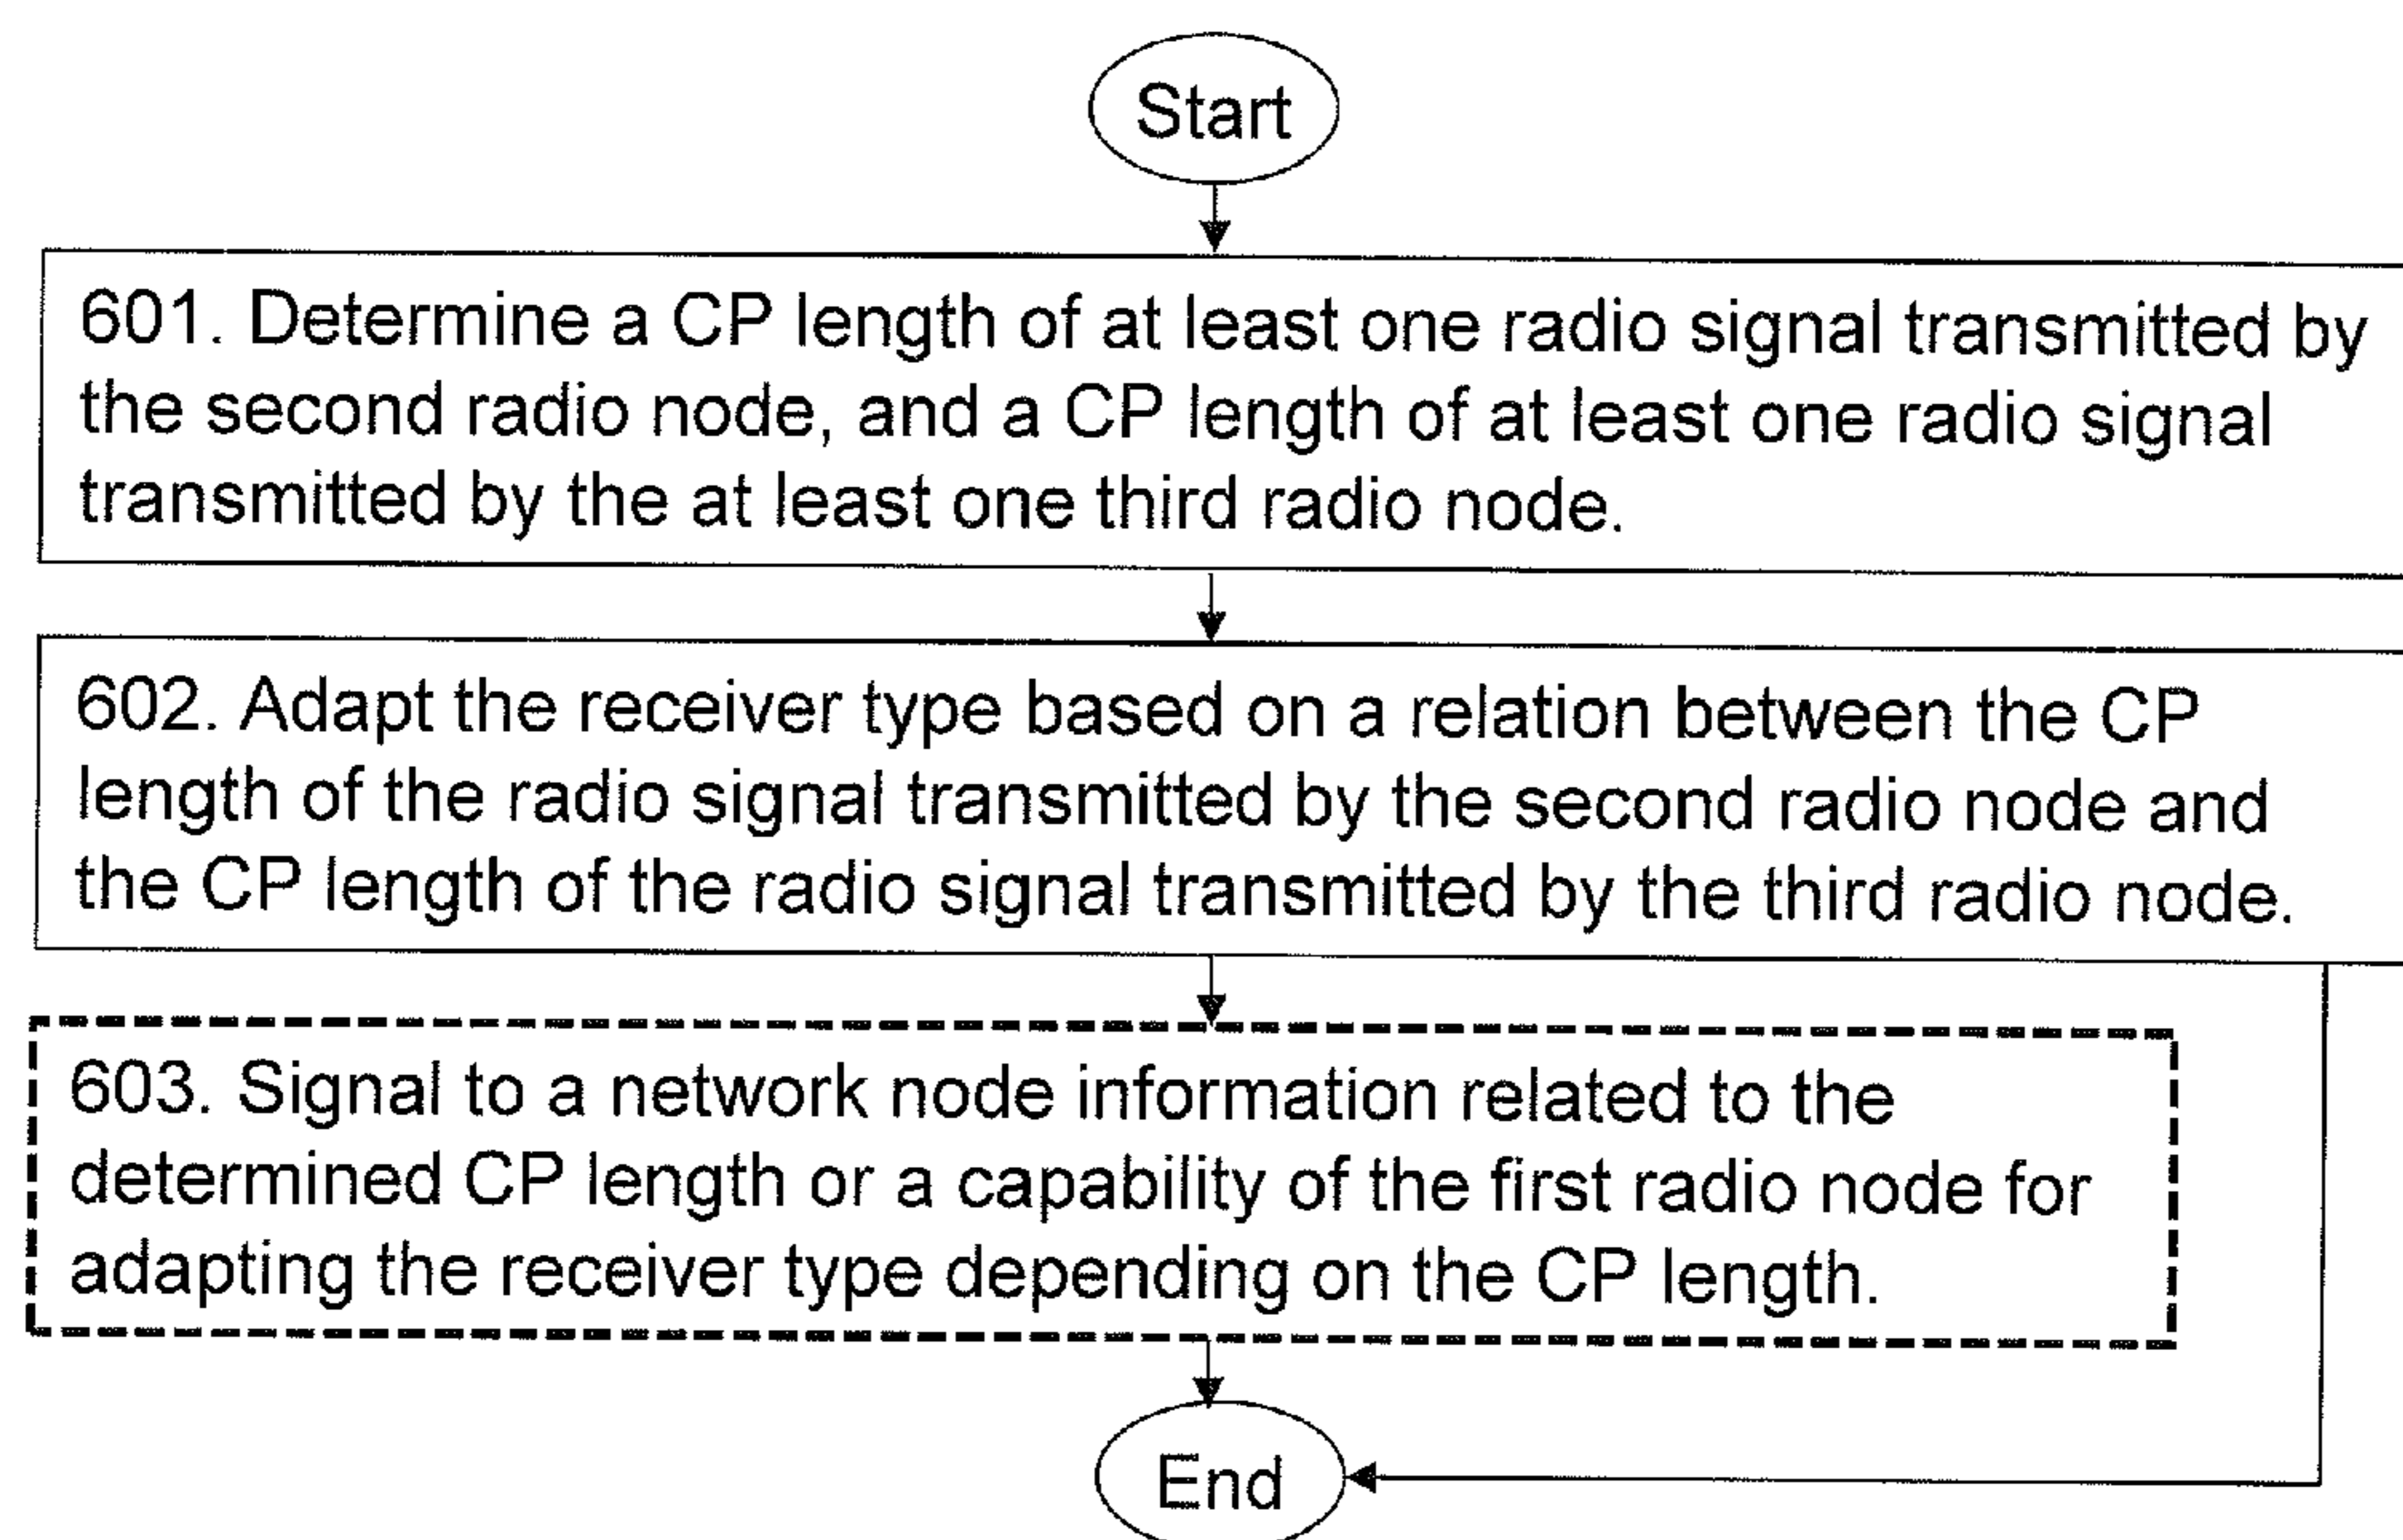 Start
601. Determine a CP length of at least one radio signal transmitted by
the second radio node, and a CP length of at least one radio signal
transmitted by the at least one third radio node.
602. Adapt the receiver type based on a relation between the CP
length of the radio signal transmitted by the second radio node and
the CP length of the radio signal transmitted by the third radio node.
603. Signal to a network node information related to the
determined CP length or a capability of the first radio node for
adapting the receiver type depending on the CP length.
End